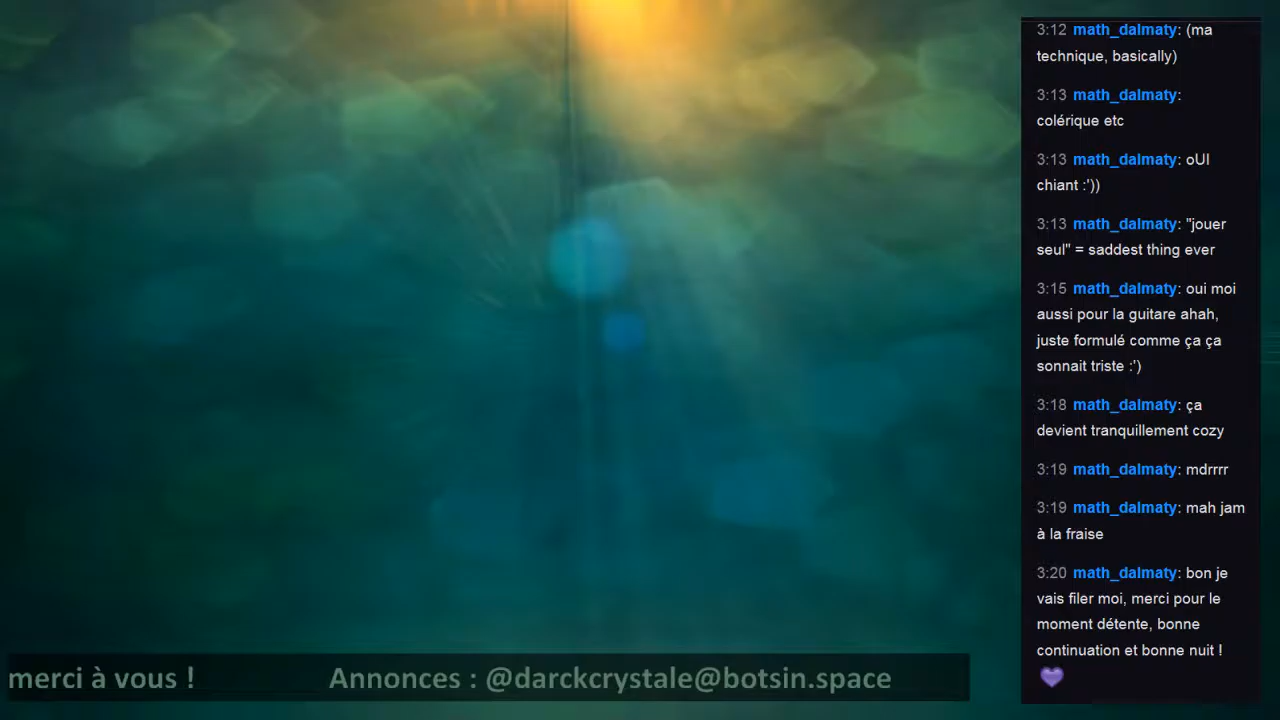 3:12 math_dalmaty: (ma
technique, basically)
3:13 math_dalmaty:
colérique etc
3:13 math_dalmaty: oUI
chiant :'))
3:13 math_dalmaty: "jouer
seul" = saddest thing ever
3:15 math_dalmaty: oui moi
aussi pour la guitare ahah,
juste formulé comme ça ça
sonnait triste :')
3:18 math_dalmaty: ça
devient tranquillement cozy
3:19 math_dalmaty: mdrrrr
3:19 math_dalmaty: mah jam
à la fraise
3:20 math_dalmaty: bon je
vais filer moi, merci pour le
moment détente, bonne
continuation et bonne nuit !
merci à vous ! Annonces : @darckcrystale@botsin.space